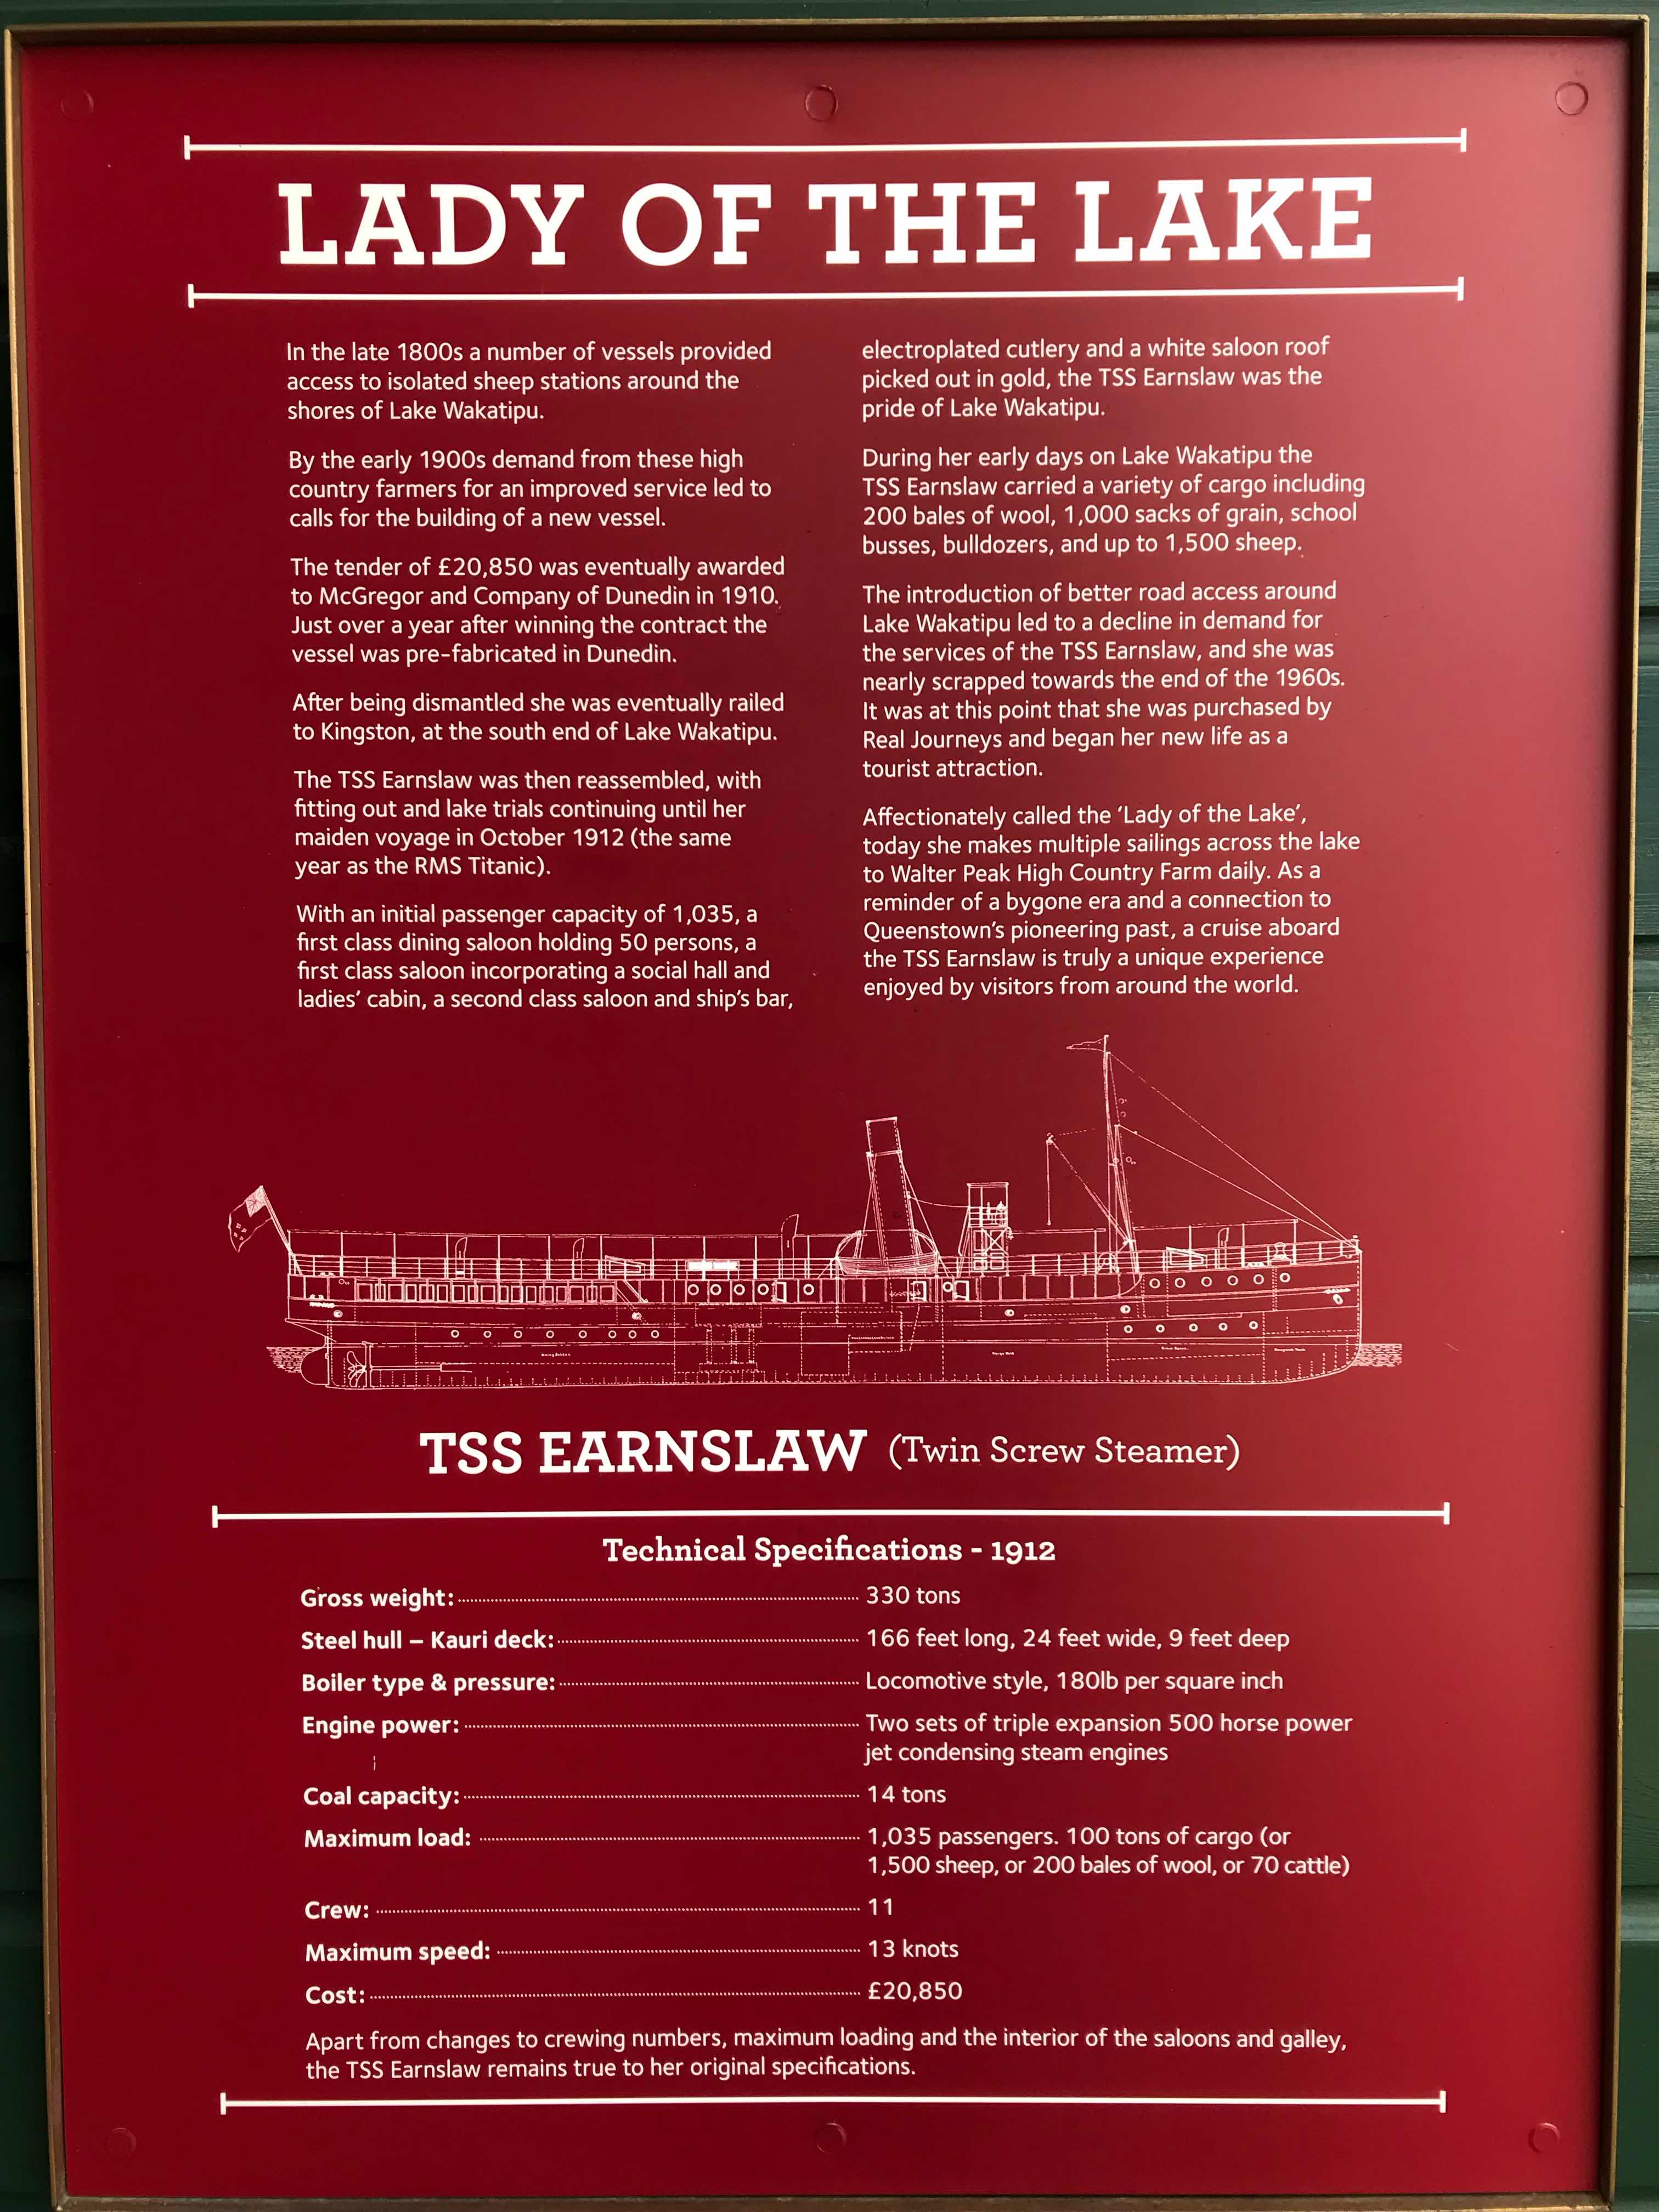 LADY OF THE LAKE
In the late 1800s a number of vessels provided
access to isolated sheep stations around the
shores of Lake Wakatipu.
By the early 1900s demand from these high
country farmers for an improved service led to
calls for the building of a new vessel.
The tender of £20,850 was eventually awarded
to McGregor and Company of Dunedin in 1910.
Just over a year after winning the contract the
vessel was pre-fabricated in Dunedin.
After being dismantled she was eventually railed
to Kingston, at the south end of Lake Wakatipu.
The TSS Earnslaw was then reassembled, with
fitting out and lake trials continuing until her
maiden voyage in October 1912 (the same
year as the RMS Titanic).
With an initial passenger capacity of 1,035, a
first class dining saloon holding 50 persons, a
first class saloon incorporating a social hall and
ladies' cabin, a second class saloon and ship's bar,
electroplated cutlery and a white saloon roof
picked out in gold, the TSS Earnslaw was the
pride of Lake Wakatipu.
During her early days on Lake Wakatipu the
TSS Earnslaw carried a variety of cargo including
200 bales of wool, 1,000 sacks of grain, school
busses, bulldozers, and up to 1,500 sheep.
The introduction of better road access around
Lake Wakatipu led to a decline in demand for
the services of the TSS Earnslaw, and she was
nearly scrapped towards the end of the 1960s.
It was at this point that she was purchased by
Real Journeys and began her new life as a
tourist attraction.
Affectionately called the 'Lady of the Lake',
today she makes multiple sailings across the lake
to Walter Peak High Country Farm daily. As a
reminder of a bygone era and a connection to
Queenstown's pioneering past, a cruise aboard
the TSS Earnslaw is truly a unique experience
enjoyed by visitors from around the world.
TSS EARNSLAW (Twin Screw Steamer)
Technical Specifications - 1912
Gross weight: 330 tons
Steel hull – Kauri deck: 166 feet long, 24 feet wide, 9 feet deep
Boiler type & pressure: Locomotive style, 180lb per square inch
Engine power: Two sets of triple expansion 500 horse power
jet condensing steam engines
Coal capacity: 14 tons
Maximum load: 1,035 passengers. 100 tons of cargo (or
1,500 sheep, or 200 bales of wool, or 70 cattle)
Crew: 11
Maximum speed: 13 knots
Cost: £20,850
Apart from changes to crewing numbers, maximum loading and the interior of the saloons and galley,
the TSS Earnslaw remains true to her original specifications.